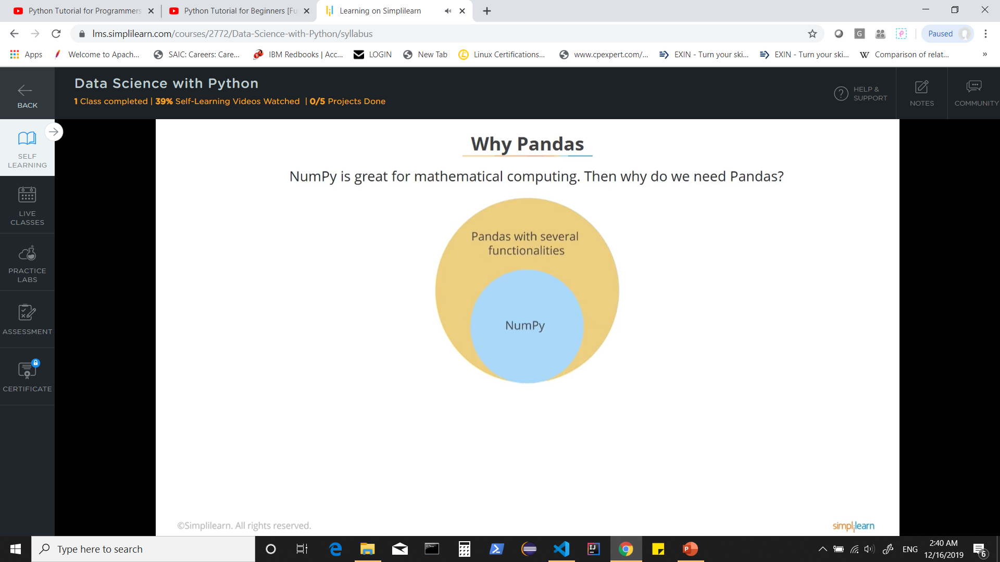 Python Tutorial for Programmers
Python Tutorial for Beginners [Fu
Learning on Simplilearn
lms.simplilearn.com/courses/2772/Data-Science-with-Python/syllabus
G
Paused
Apps
Welcome to Apach...
SAIC: Careers: Care...
IBM Redbooks | Acc...
LOGIN
New Tab
Linux Certifications...
www.cpexpert.com/...
EXIN - Turn your ski...
EXIN - Turn your ski...
W
Comparison of relat...
»
BACK
Data Science with Python
1 Class completed | 39% Self-Learning Videos Watched | 0/5 Projects Done
HELP &
SUPPORT
NOTES
COMMUNITY
SELF
LEARNING
LIVE
CLASSES
PRACTICE
LABS
ASSESSMENT
CERTIFICATE
Why Pandas
NumPy is great for mathematical computing. Then why do we need Pandas?
Pandas with several
functionalities
NumPy
©Simplilearn. All rights reserved.
simplilearn
Type here to search
IJ
P
ENG
2:40 AM
12/16/2019
6